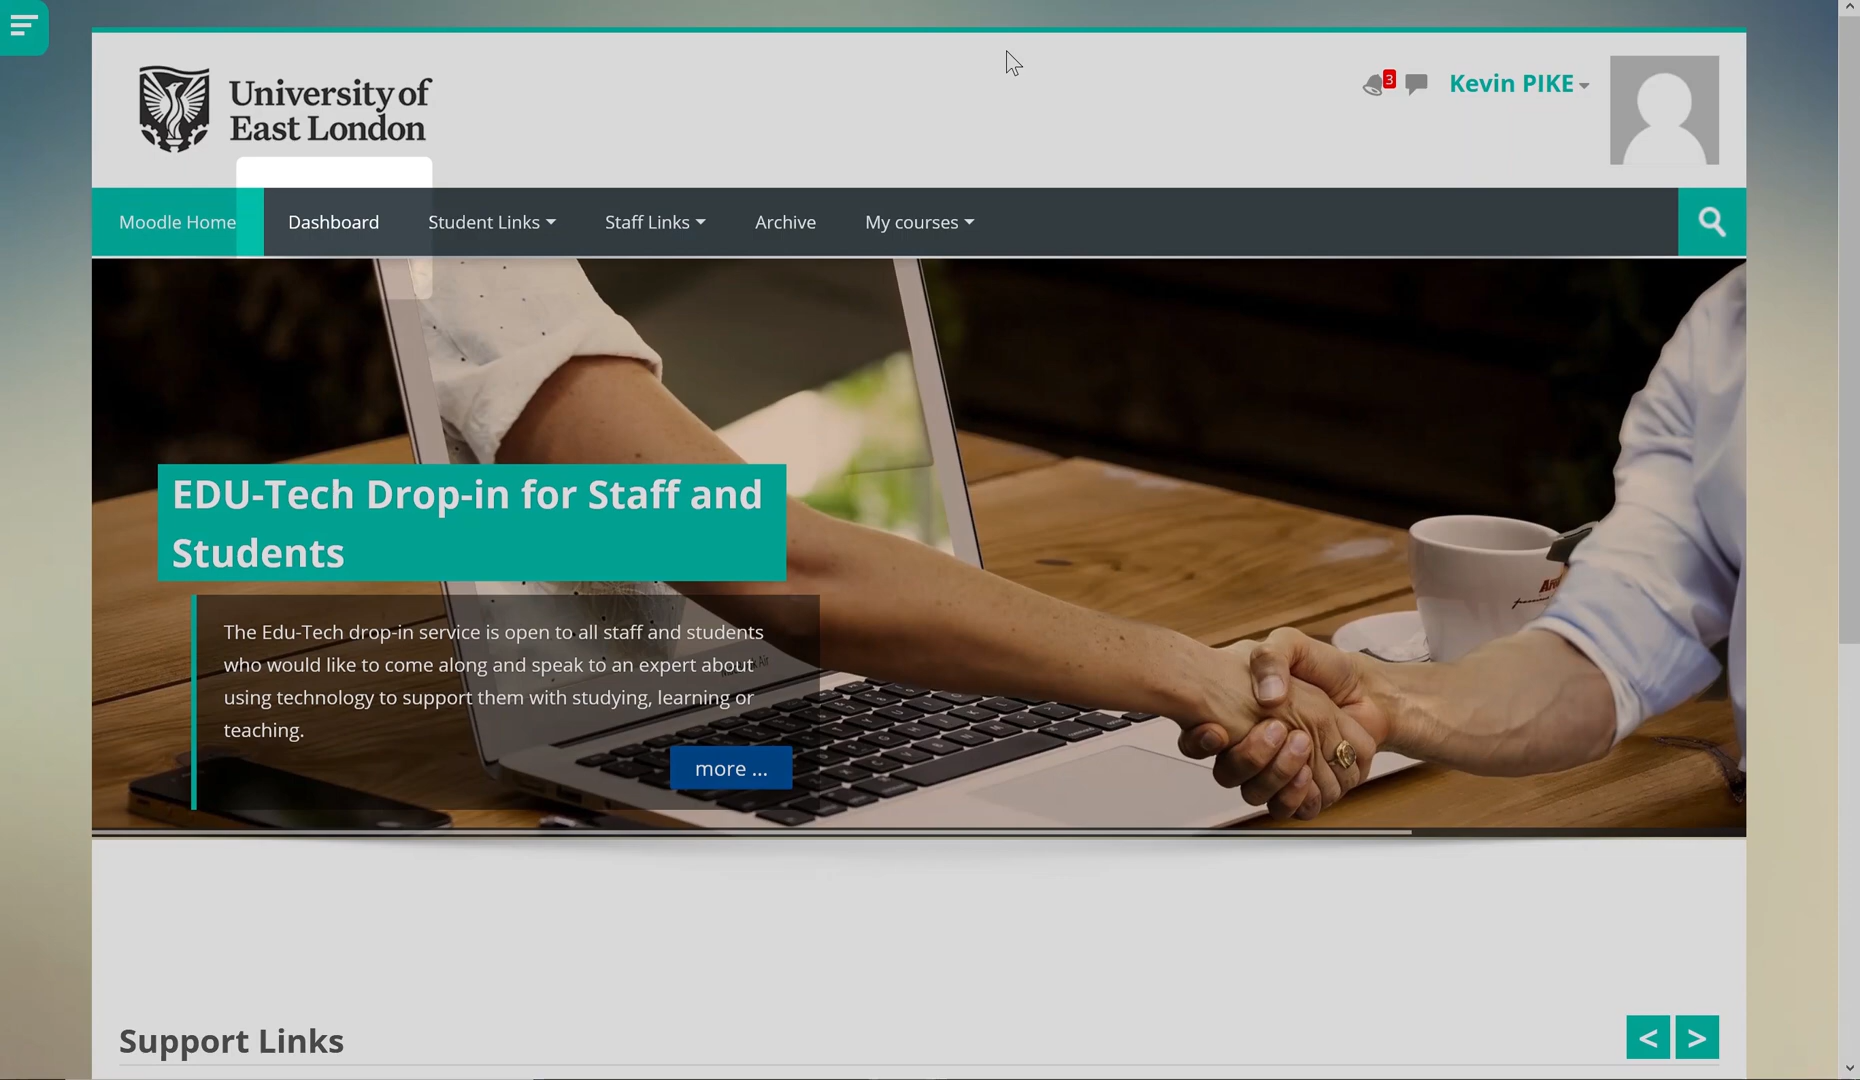 University of
East London
3
Kevin PIKE
Moodle Home
Dashboard
Student Links
Staff Links
Archive
My courses
EDU-Tech Drop-in for Staff and
Students
The Edu-Tech drop-in service is open to all staff and students
who would like to come along and speak to an expert about
using technology to support them with studying, learning or
teaching.
more ...
Support Links
<
>